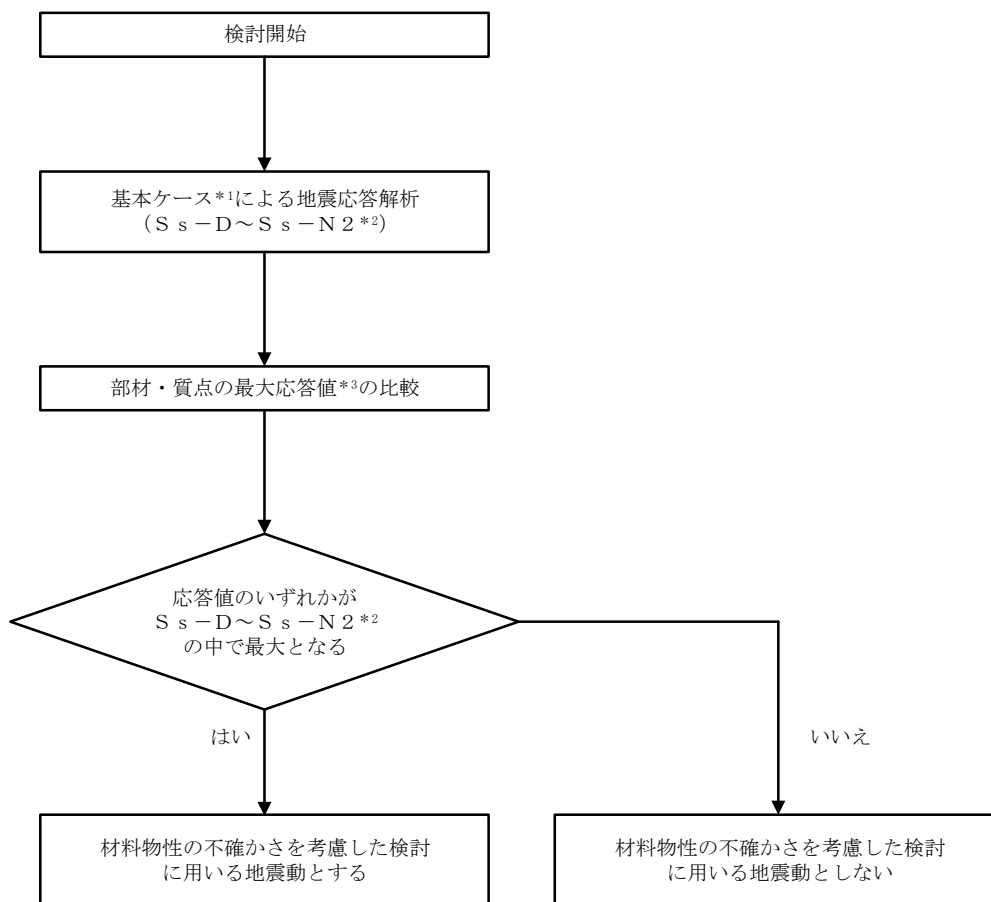 検討開始
基本ケース*1による地震応答解析
（Ｓｓ－Ｄ～Ｓｓ－Ｎ２*2）
部材・質点の最大応答値*3の比較
応答値のいずれかが
Ｓｓ－Ｄ～Ｓｓ－Ｎ２*2
の中で最大となる
はい
いいえ
材料物性の不確かさを考慮した検討
に用いる地震動とする
材料物性の不確かさを考慮した検討
に用いる地震動としない